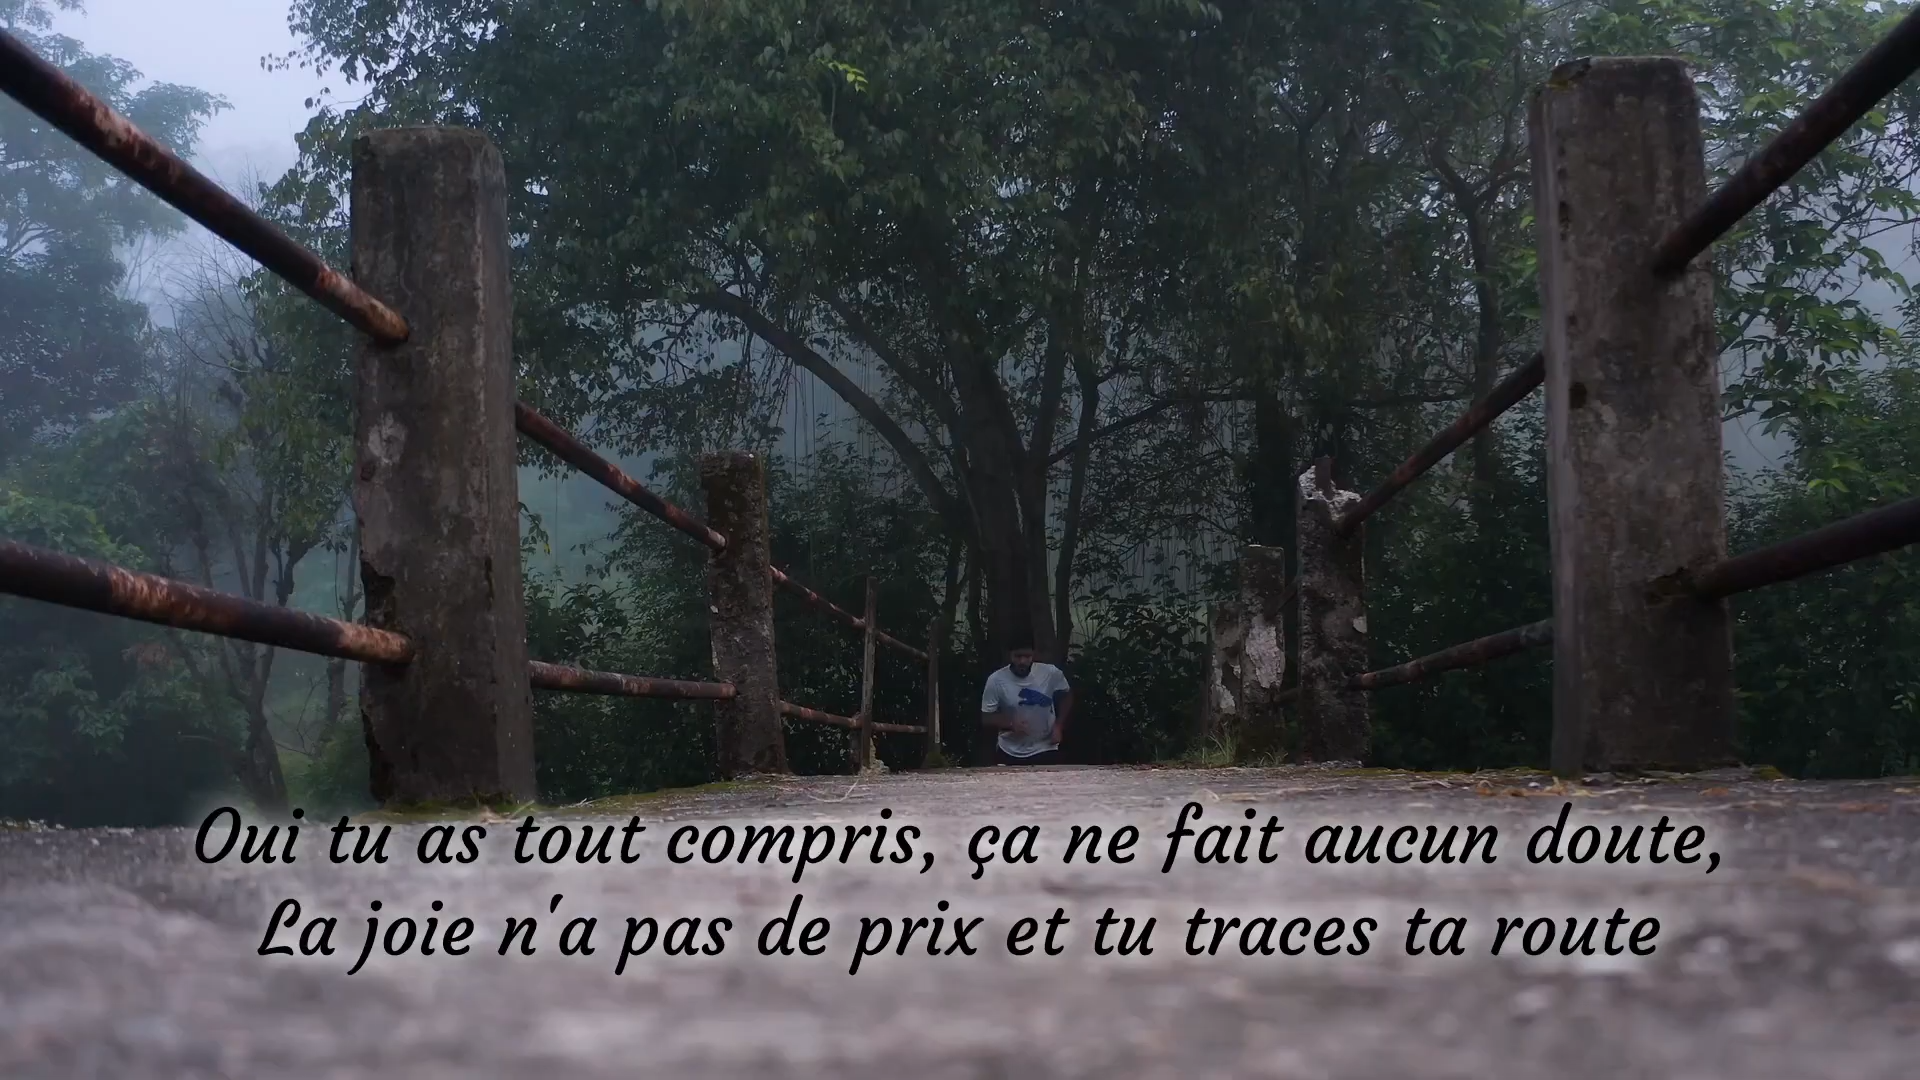 Oui tu as tout compris, ça ne fait aucun doute,
La joie n'a pas de prix et tu traces ta route